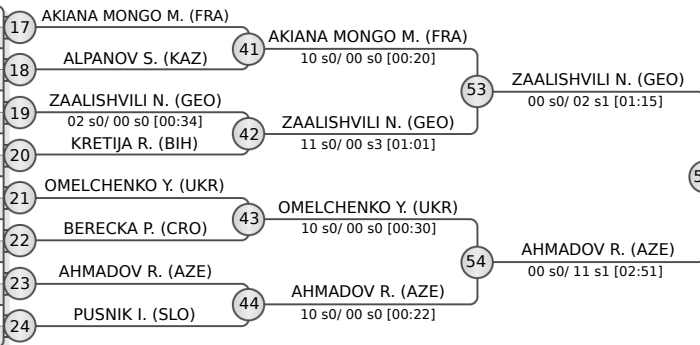 17
AKIANA MONGO M. (FRA)
41
AKIANA MONGO M. (FRA)
10 s0/ 00 s0 [00:20]
18
ALPANOV S. (KAZ)
53
ZAALISHVILI N. (GEO)
00 s0/ 02 s1 [01:15]
19
ZAALISHVILI N. (GEO)
02 s0/ 00 s0 [00:34]
42
ZAALISHVILI N. (GEO)
11 s0/ 00 s3 [01:01]
20
KRETIJA R. (BIH)
21
OMELCHENKO Y. (UKR)
43
OMELCHENKO Y. (UKR)
10 s0/ 00 s0 [00:30]
22
BERECKA P. (CRO)
54
AHMADOV R. (AZE)
00 s0/ 11 s1 [02:51]
23
AHMADOV R. (AZE)
44
AHMADOV R. (AZE)
10 s0/ 00 s0 [00:22]
24
PUSNIK I. (SLO)